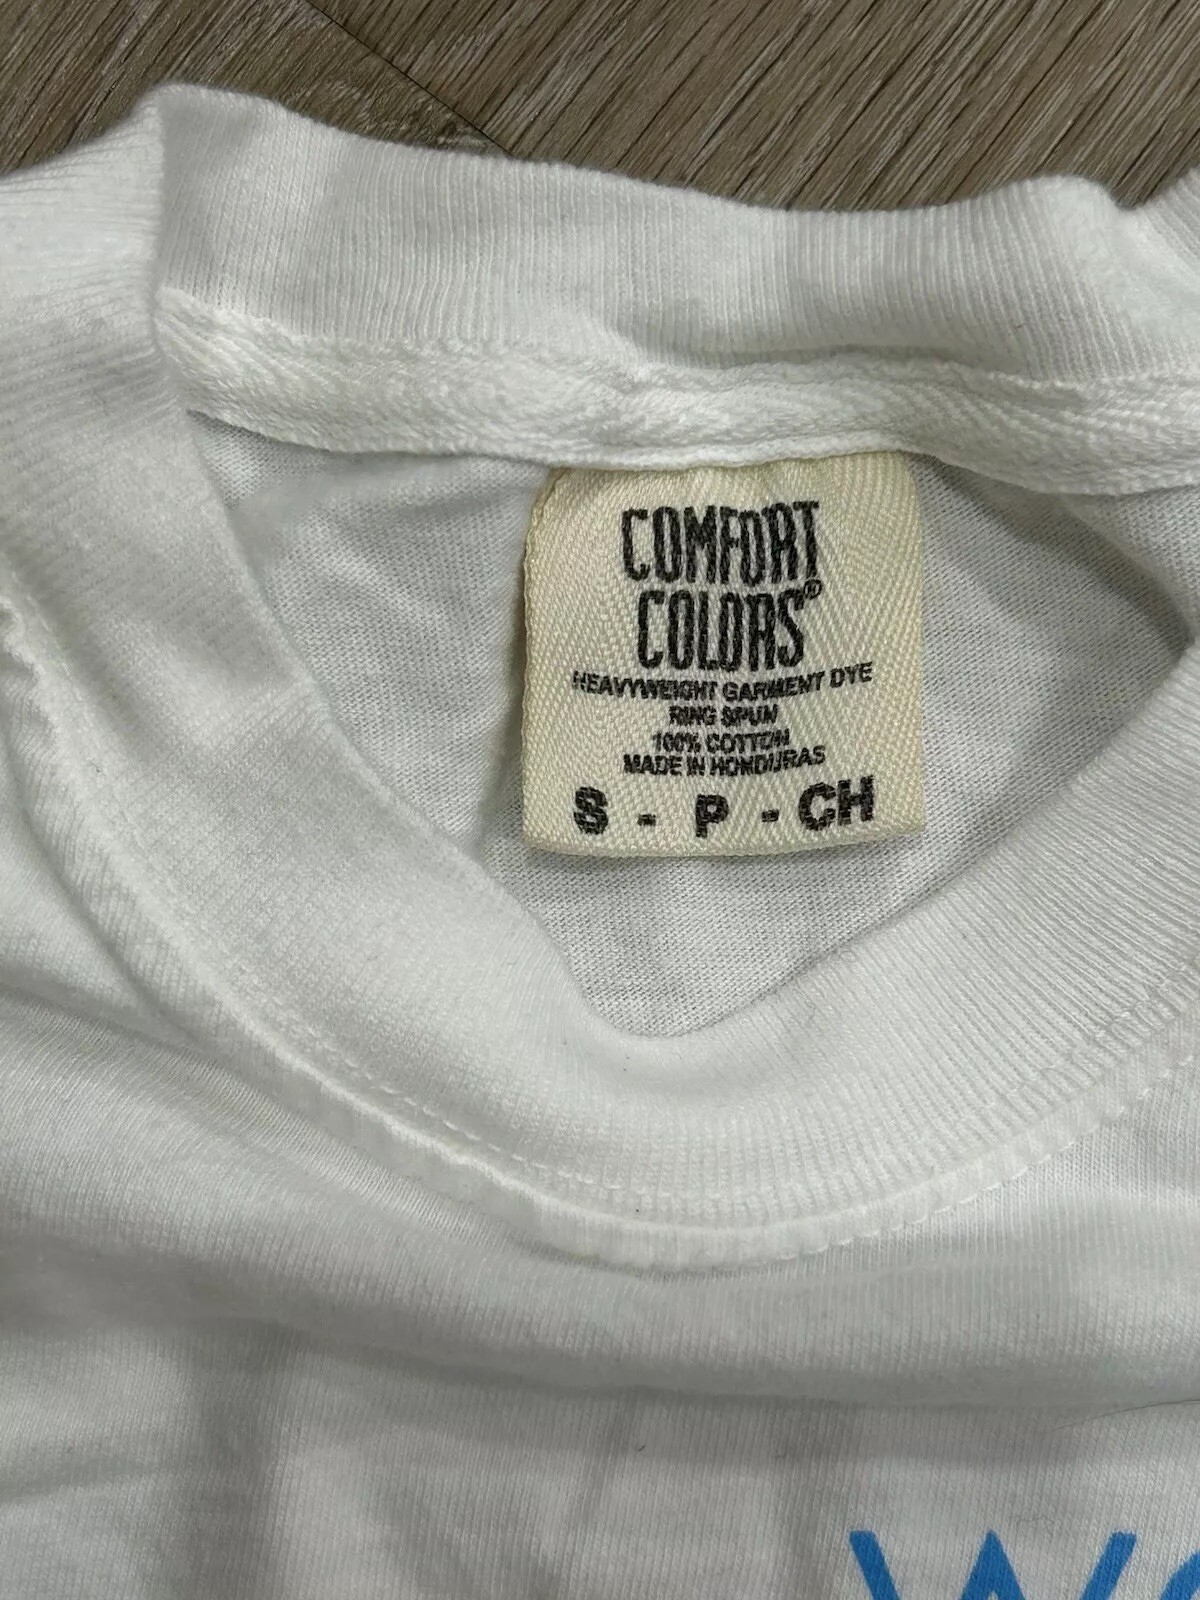 COMFORT
COLORS®
HEAVYWEIGHT GARMENT DYE
RING SPUN
100% COTTON
MADE IN HONDURAS
S - P - CH